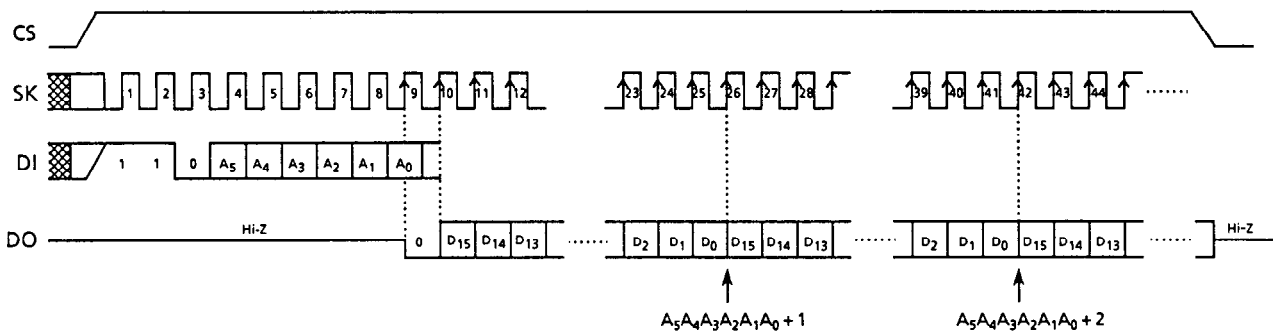 CS
SK 1 2 3 4 5 6 7 8 9 10 11 12 23 24 25 26 27 28 39 40 41 42 43 44
DI 1 1 0 A5 A4 A3 A2 A1 A0
DO Hi-Z 0 D15 D14 D13 D2 D1 D0 D15 D14 D13 D2 D1 D0 D15 D14 D13 Hi-Z
A5A4A3A2A1A0 + 1 A5A4A3A2A1A0 + 2